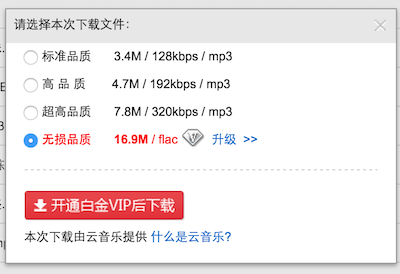 请选择本次下载文件：
标准品质 3.4M / 128kbps / mp3
高 品 质 4.7M / 192kbps / mp3
超高品质 7.8M / 320kbps / mp3
无损品质 16.9M / flac 升级 >>
开通白金VIP后下载
本次下载由云音乐提供 什么是云音乐?